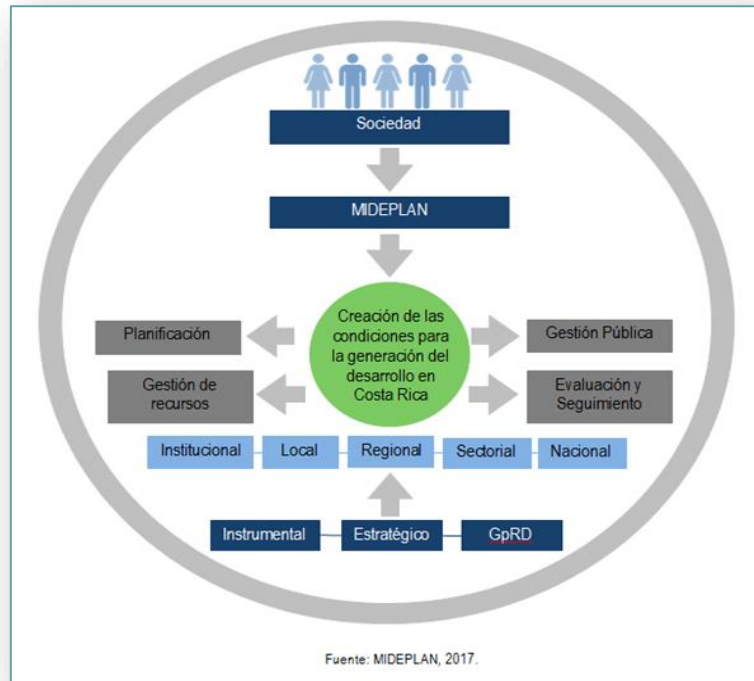 Sociedad
MIDEPLAN
Creación de las
condiciones para
la generación del
desarrollo en
Costa Rica
Planificación
Gestión Pública
Gestión de
recursos
Evaluación y
Seguimiento
Institucional
Local
Regional
Sectorial
Nacional
Instrumental
Estratégico
GpRD
Fuente: MIDEPLAN, 2017.